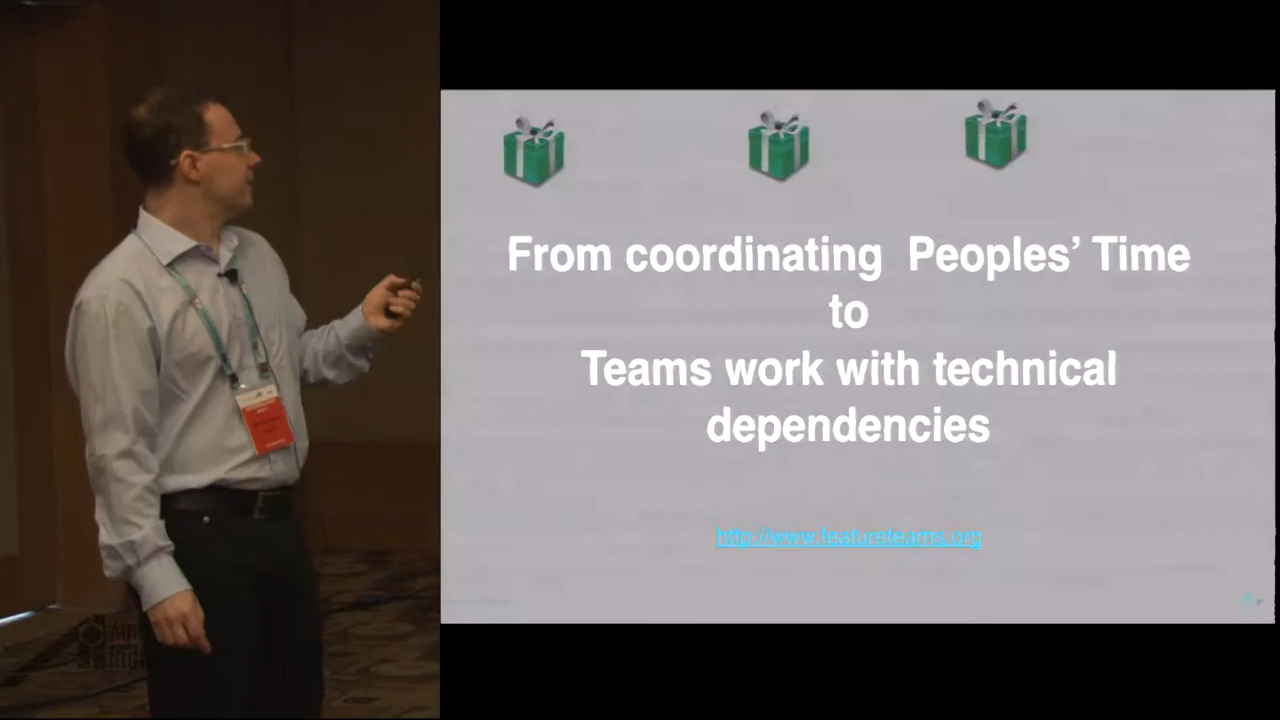 From coordinating  Peoples’ Time
to
Teams work with technical
dependencies
http://www.featureteams.org